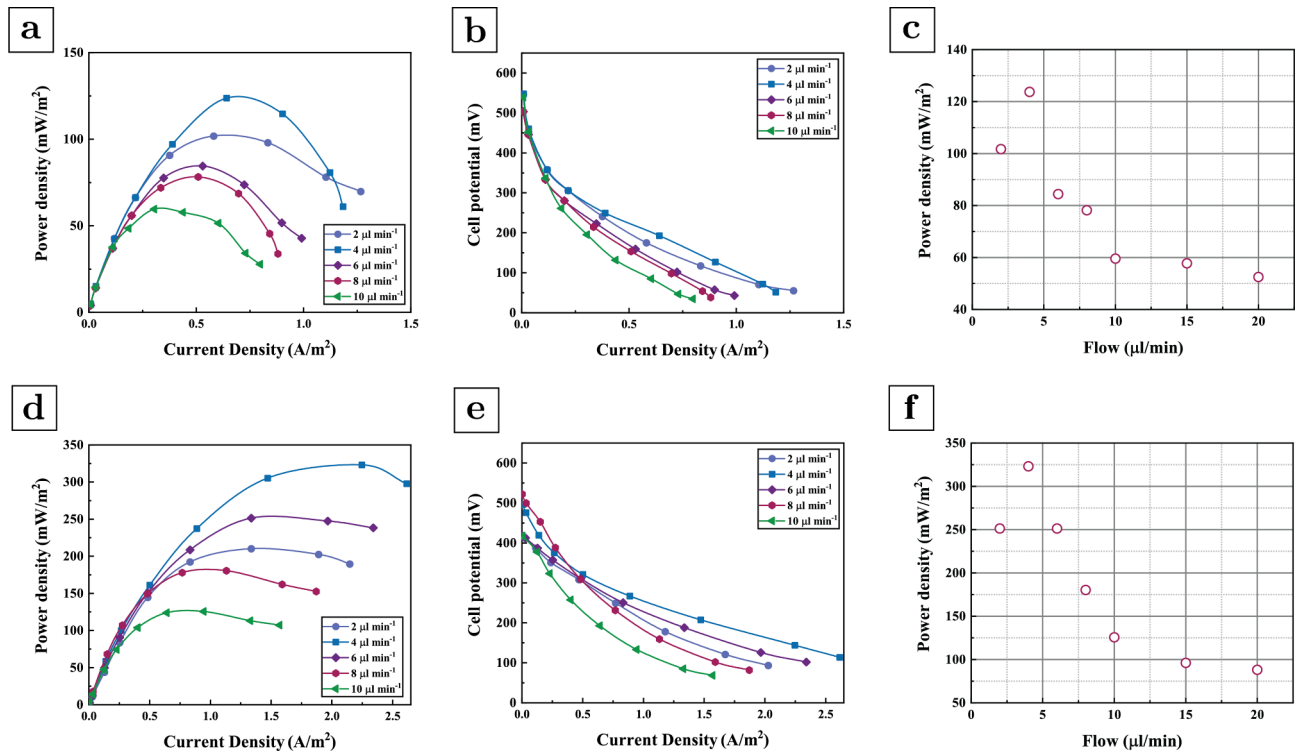 a
150
125
100
75
50
25
0
0.0 0.5 1.0 1.5
Power density (mW/m²)
Current Density (A/m²)
2 µl min⁻¹
4 µl min⁻¹
6 µl min⁻¹
8 µl min⁻¹
10 µl min⁻¹
b
600
500
400
300
200
100
0
0.0 0.5 1.0 1.5
Cell potential (mV)
Current Density (A/m²)
2 µl min⁻¹
4 µl min⁻¹
6 µl min⁻¹
8 µl min⁻¹
10 µl min⁻¹
c
140
120
100
80
60
40
0 5 10 15 20
Power density (mW/m²)
Flow (µl/min)
d
350
300
250
200
150
100
50
0
0.0 0.5 1.0 1.5 2.0 2.5
Power density (mW/m²)
Current Density (A/m²)
2 µl min⁻¹
4 µl min⁻¹
6 µl min⁻¹
8 µl min⁻¹
10 µl min⁻¹
e
600
500
400
300
200
100
0
0.0 0.5 1.0 1.5 2.0 2.5
Cell potential (mV)
Current Density (A/m²)
2 µl min⁻¹
4 µl min⁻¹
6 µl min⁻¹
8 µl min⁻¹
10 µl min⁻¹
f
350
300
250
200
150
100
50
0 5 10 15 20
Power density (mW/m²)
Flow (µl/min)